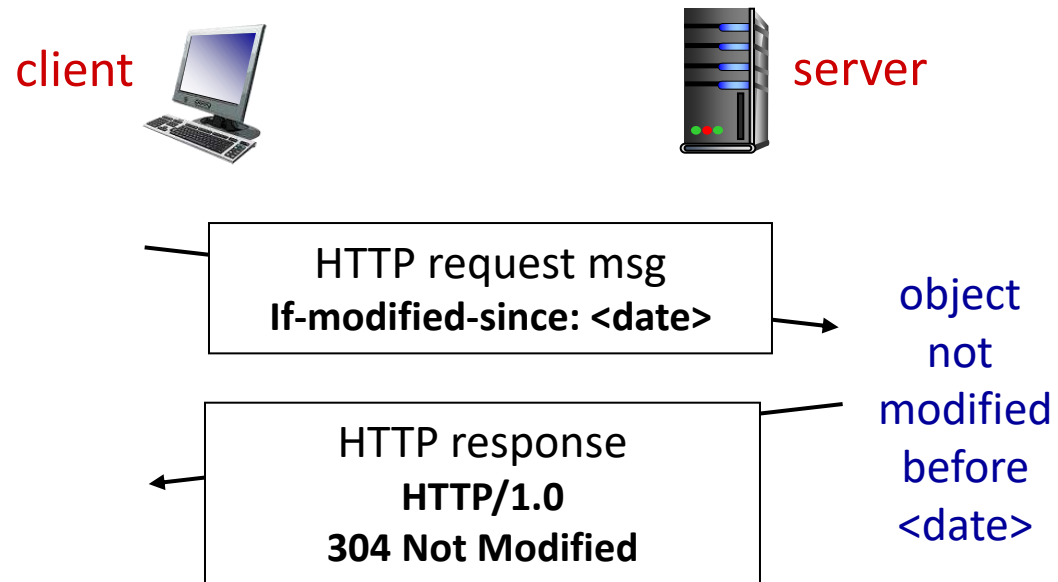 client
server
HTTP request msg
If-modified-since: <date>
object
not
modified
before
<date>
HTTP response
HTTP/1.0
304 Not Modified